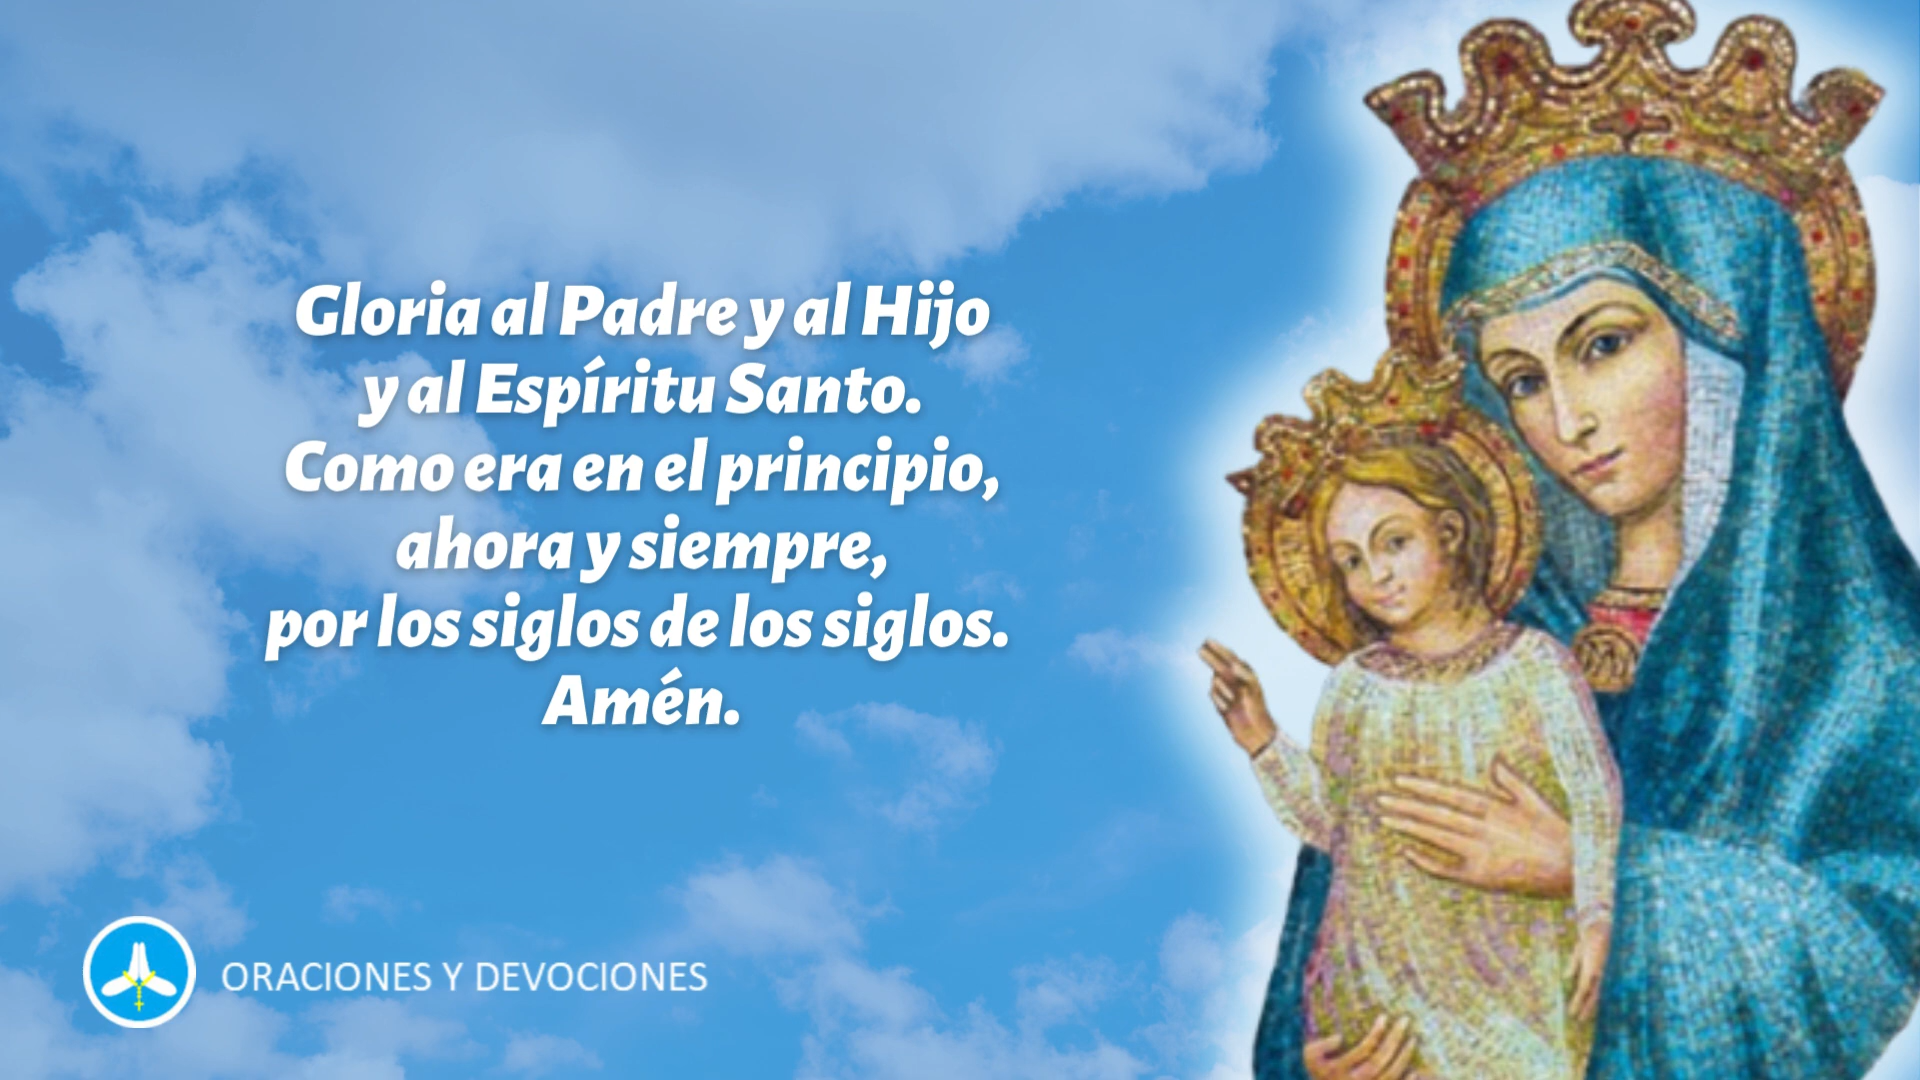 Gloria al Padre y al Hijo
y al Espíritu Santo.
Como era en el principio,
ahora y siempre,
por los siglos de los siglos.
Amén.
ORACIONES Y DEVOCIONES